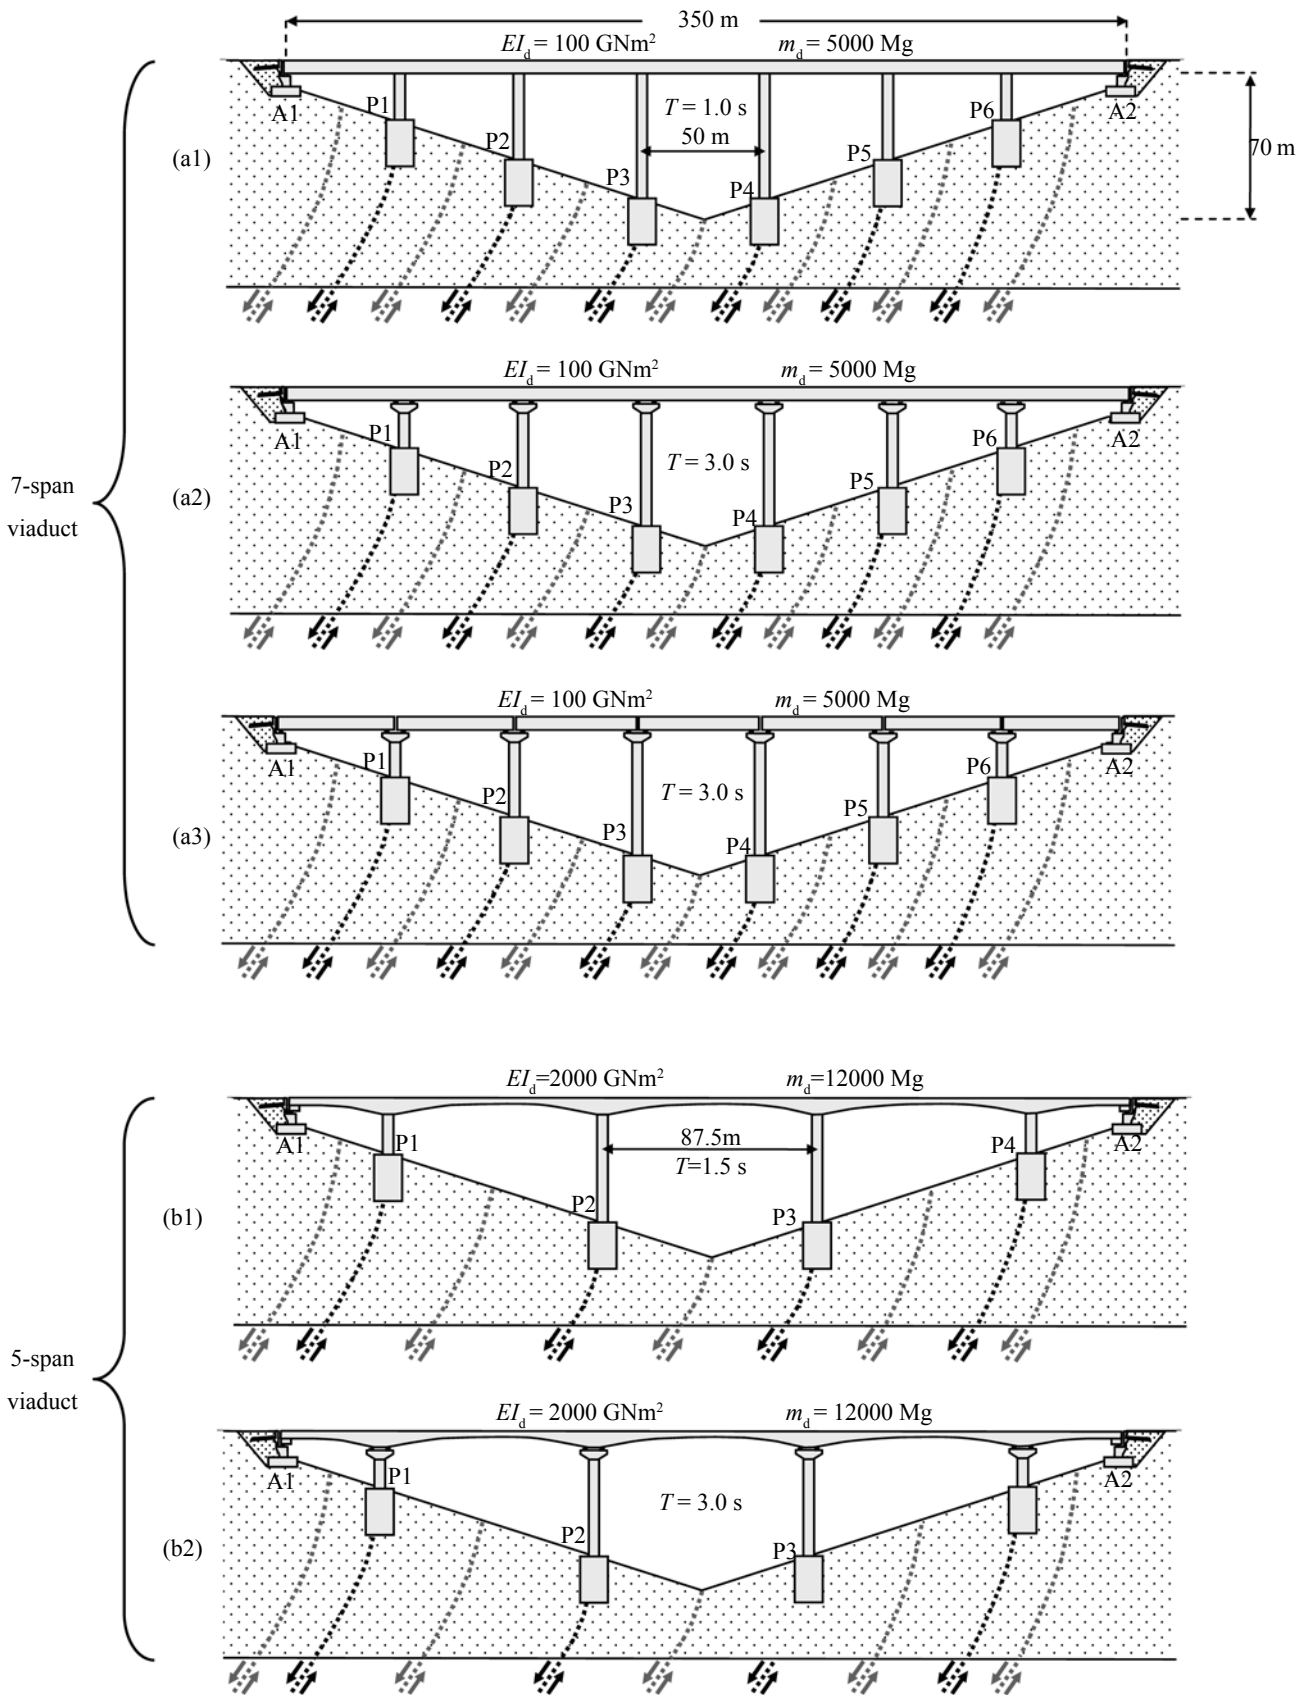 350 m
EId = 100 GNm² md = 5000 Mg
A1 P1 P2 P3 T = 1.0 s P4 P5 P6 A2
50 m
70 m
(a1)
EId = 100 GNm² md = 5000 Mg
A1 P1 P2 P3 T = 3.0 s P4 P5 P6 A2
(a2)
7-span
viaduct
EId = 100 GNm² md = 5000 Mg
A1 P1 P2 P3 T = 3.0 s P4 P5 P6 A2
(a3)
EId =2000 GNm² md =12000 Mg
A1 P1 P2 87.5m P3 P4 A2
T=1.5 s
(b1)
5-span
viaduct
EId = 2000 GNm² md = 12000 Mg
A1 P1 P2 T = 3.0 s P3 A2
(b2)